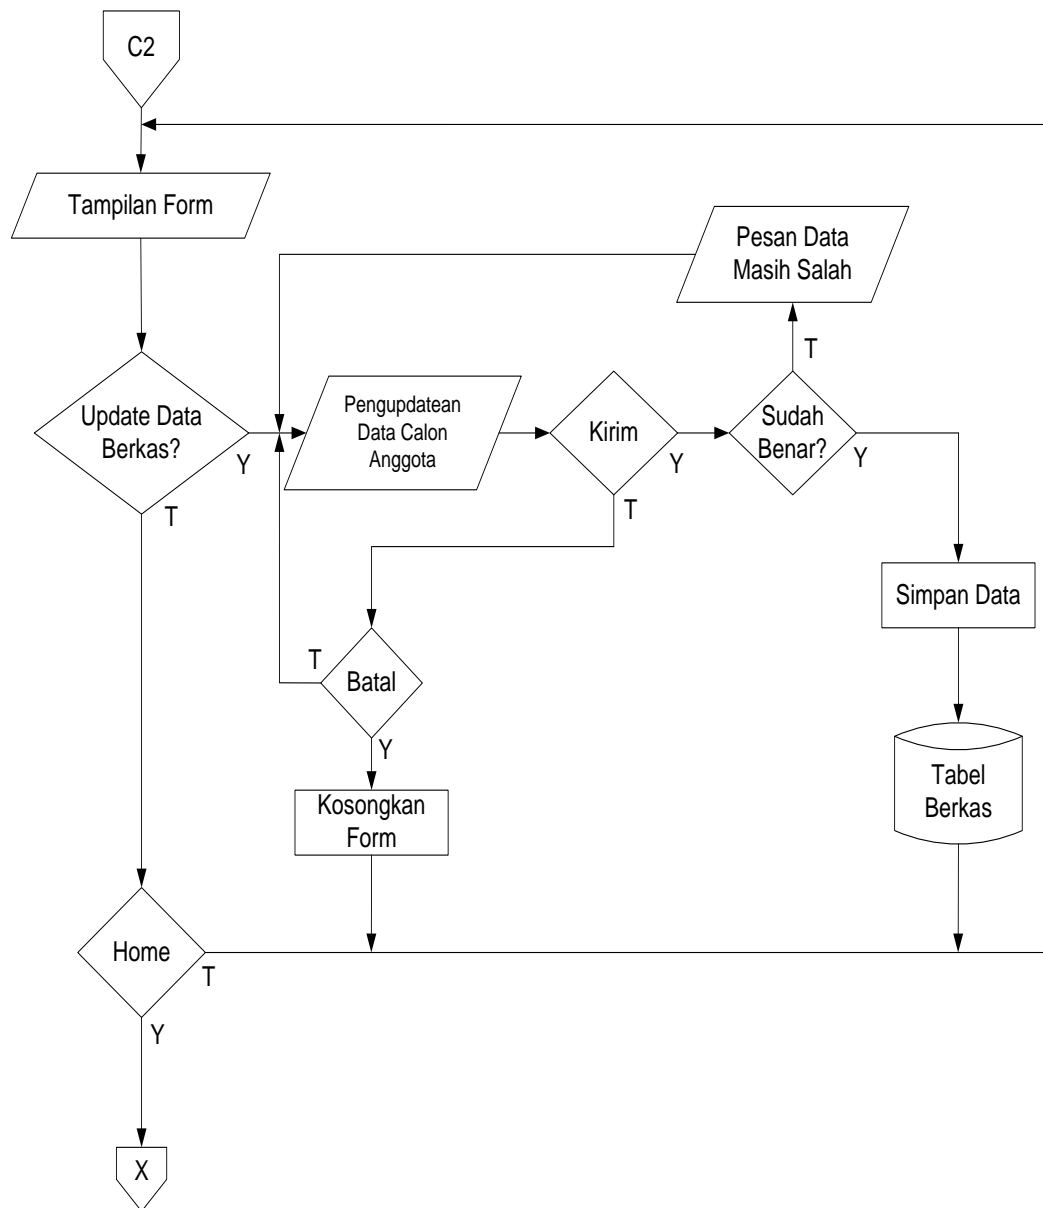 C2
Tampilan Form
Pesan Data
Masih Salah
T
Update Data
Berkas?
Y
T
Pengupdatean
Data Calon
Anggota
Kirim
Y
T
Sudah
Benar?
Y
Simpan Data
T
Batal
Y
Kosongkan
Form
Tabel
Berkas
Home
T
Y
X